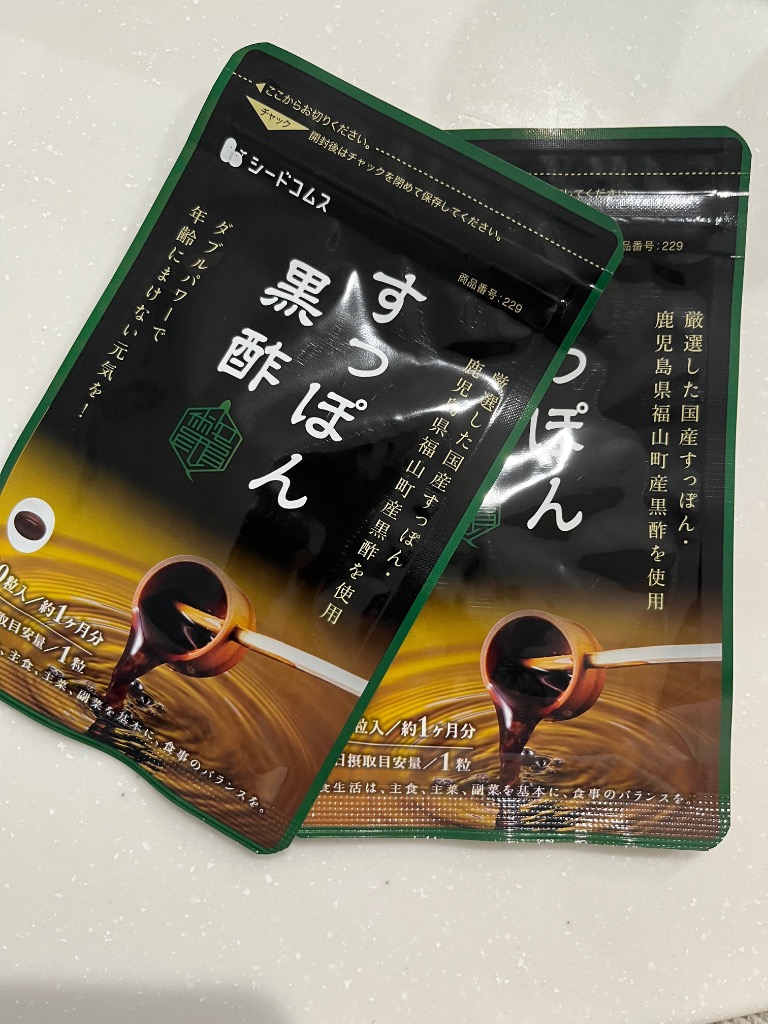 ここからお切りください。
チャック
開封後はチャックを閉めて保存してください。
シードコムス
商品番号:229
ダブルパワーで
年齢にまけない元気を!
すっぽん
黒酢
厳選した国産すっぽん・
鹿児島県福山町産黒酢を使用
0粒入/約1ヶ月分
取目安量/1粒
、主食、主菜、副菜を基本に、食事のバランスを。
してください
品番号:229
厳選した国産すっぽん・
鹿児島県福山町産黒酢を使用
っぽん
粒入/約1ヶ月分
日摂取目安量/1粒
食生活は、主食、主菜、副菜を基本に、食事のバランスを。